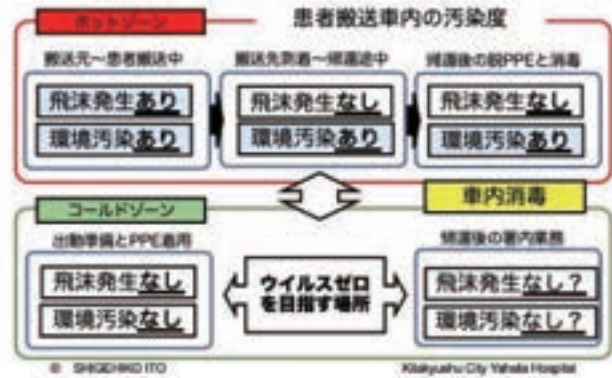 ホットゾーン
患者搬送車内の汚染度
搬送元～患者搬送中
搬送先到着～帰還途中
帰還後の脱PPEと消毒
飛沫発生あり
飛沫発生なし
飛沫発生なし
環境汚染あり
環境汚染あり
環境汚染あり
コールドゾーン
車内消毒
出動準備とPPE着用
帰還後の署内業務
飛沫発生なし
環境汚染なし
ウイルスゼロ
を目指す場所
飛沫発生なし？
環境汚染なし？
© SHIGEHIKO ITO
Kitakyushu City Yahata Hospital